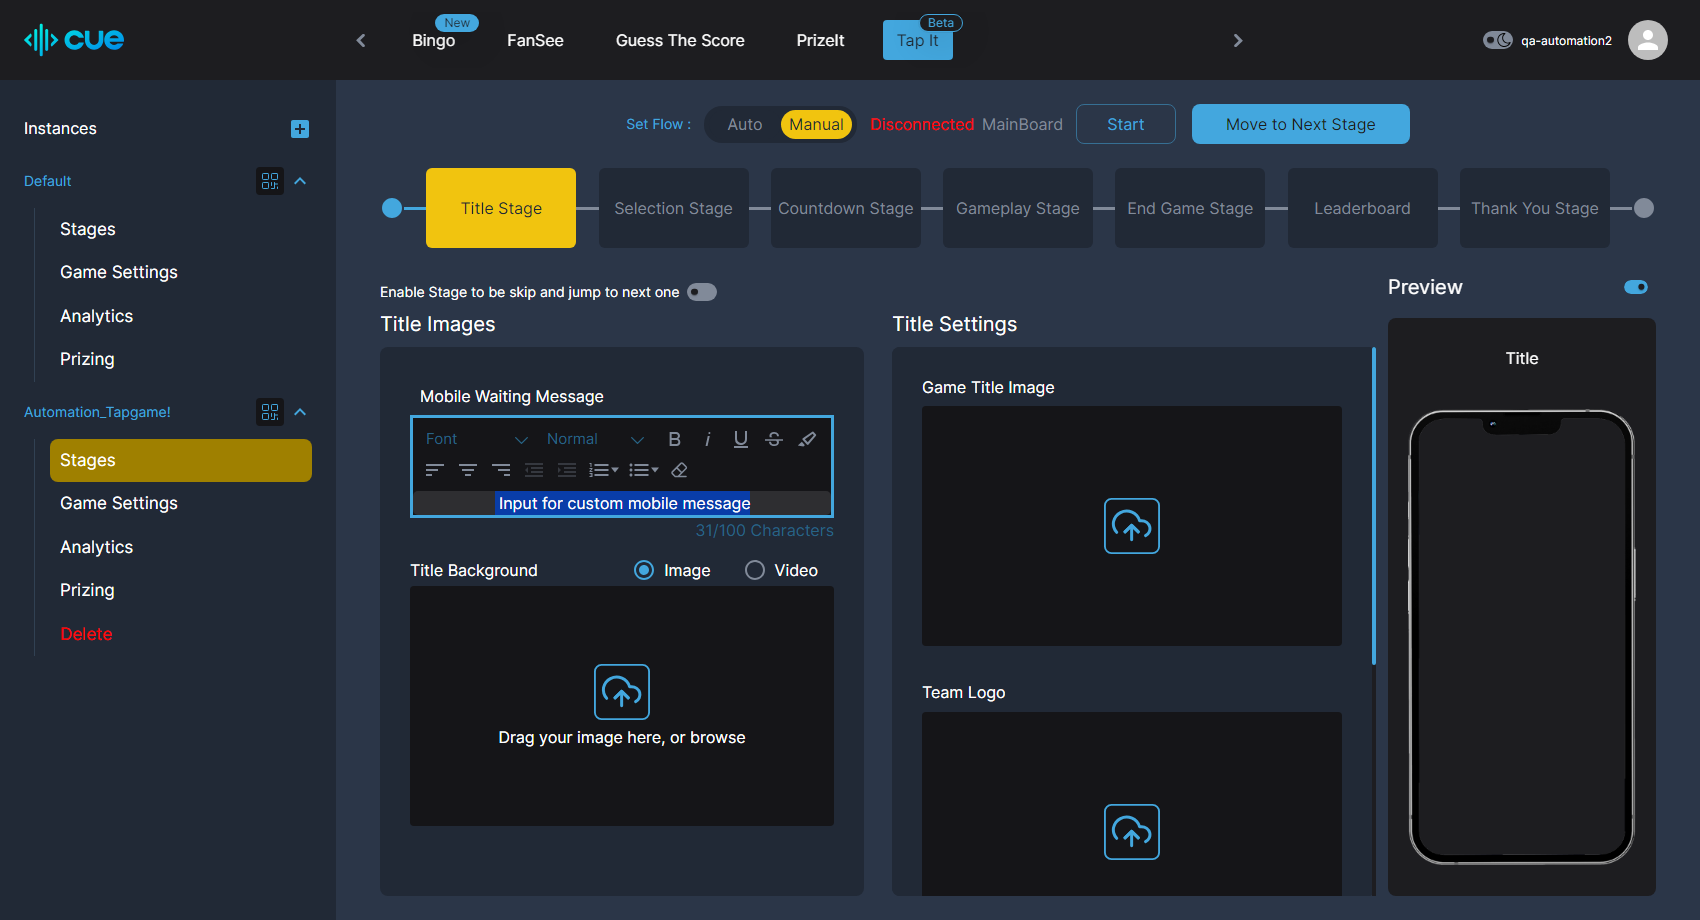 cue
New
Bingo
FanSee
Guess The Score
PrizeIt
Beta
Tap It
qa-automation2
Instances
Default
Stages
Game Settings
Analytics
Prizing
Automation_Tapgame!
Stages
Game Settings
Analytics
Prizing
Delete
Set Flow :
Auto
Manual
Disconnected MainBoard
Start
Move to Next Stage
Title Stage
Selection Stage
Countdown Stage
Gameplay Stage
End Game Stage
Leaderboard
Thank You Stage
Enable Stage to be skip and jump to next one
Title Images
Mobile Waiting Message
Font
Normal
B i U S
Input for custom mobile message
31/100 Characters
Title Background
Image
Video
Drag your image here, or browse
Title Settings
Game Title Image
Team Logo
Preview
Title